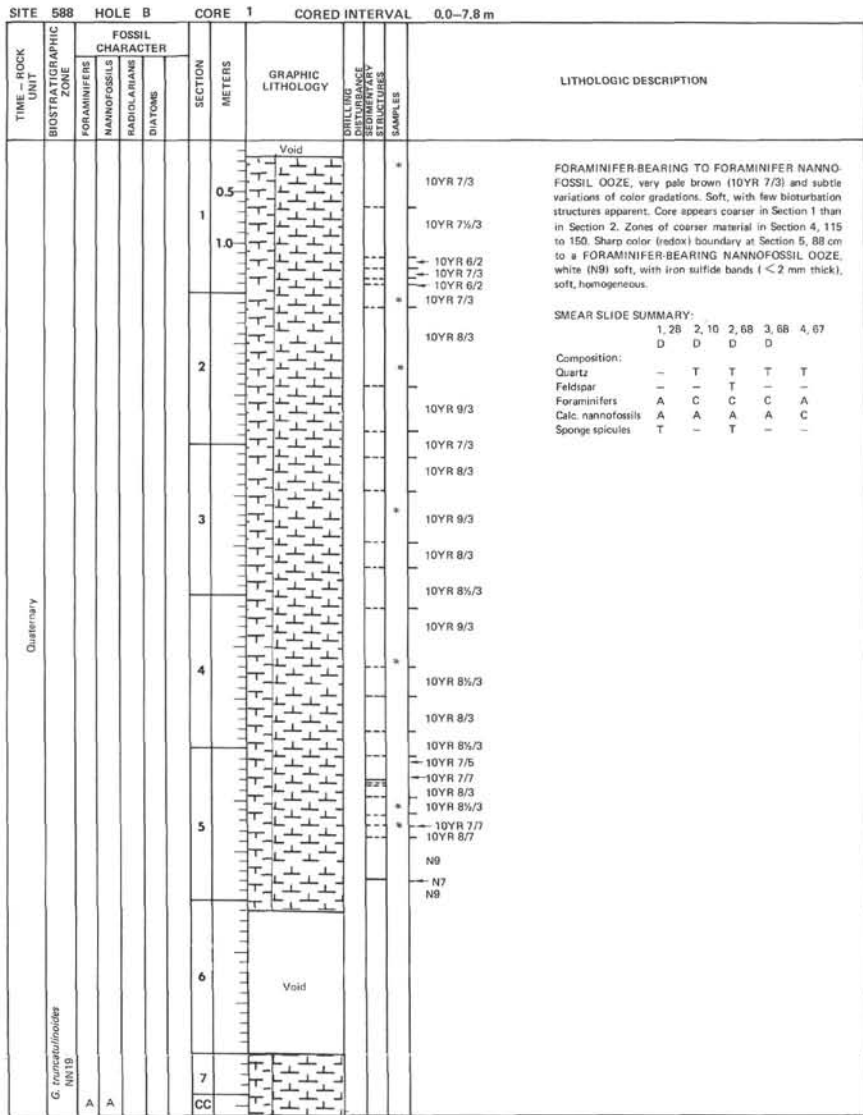 SITE 588 HOLE B CORE 1 CORED INTERVAL 0.0–7.8 m
TIME – ROCK UNIT
BIOSTRATIGRAPHIC ZONE
FOSSIL CHARACTER
FORAMINIFERS
NANNOFOSSILS
RADIOLARIANS
DIATOMS
SECTION
METERS
GRAPHIC LITHOLOGY
DRILLING DISTURBANCE
SEDIMENTARY STRUCTURES
SAMPLES
LITHOLOGIC DESCRIPTION
Quaternary
G. truncatulinoides
NN19
A A
1
0.5
1.0
2
3
4
5
6
7
CC
Void
Void
10YR 7/3
10YR 7½/3
10YR 6/2
10YR 7/3
10YR 6/2
10YR 7/3
10YR 8/3
10YR 9/3
10YR 7/3
10YR 8/3
10YR 9/3
10YR 8/3
10YR 8½/3
10YR 9/3
10YR 8½/3
10YR 8/3
10YR 8½/3
10YR 7/5
10YR 7/7
10YR 8/3
10YR 8½/3
10YR 7/7
10YR 8/7
N9
N7
N9
FORAMINIFER-BEARING TO FORAMINIFER NANNO-
FOSSIL OOZE, very pale brown (10YR 7/3) and subtle
variations of color gradations. Soft, with few bioturbation
structures apparent. Core appears coarser in Section 1 than
in Section 2. Zones of coarser material in Section 4, 115
to 150. Sharp color (redox) boundary at Section 5, 88 cm
to a FORAMINIFER-BEARING NANNOFOSSIL OOZE,
white (N9) soft, with iron sulfide bands (<2 mm thick),
soft, homogeneous.
SMEAR SLIDE SUMMARY:
1, 28 2, 10 2, 68 3, 68 4, 67
D D D D
Composition:
Quartz – T T T T
Feldspar – – T – –
Foraminifers A C C C A
Calc. nannofossils A A A A C
Sponge spicules T – T – –